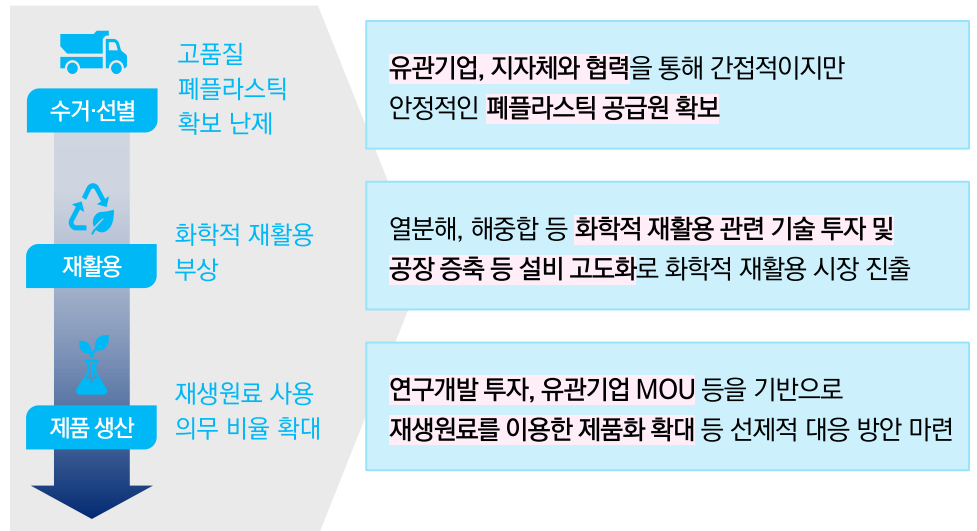 수거·선별
고품질
폐플라스틱
확보 난제
유관기업, 지자체와 협력을 통해 간접적이지만
안정적인 폐플라스틱 공급원 확보
재활용
화학적 재활용
부상
열분해, 해중합 등 화학적 재활용 관련 기술 투자 및
공장 증축 등 설비 고도화로 화학적 재활용 시장 진출
제품 생산
재생원료 사용
의무 비율 확대
연구개발 투자, 유관기업 MOU 등을 기반으로
재생원료를 이용한 제품화 확대 등 선제적 대응 방안 마련